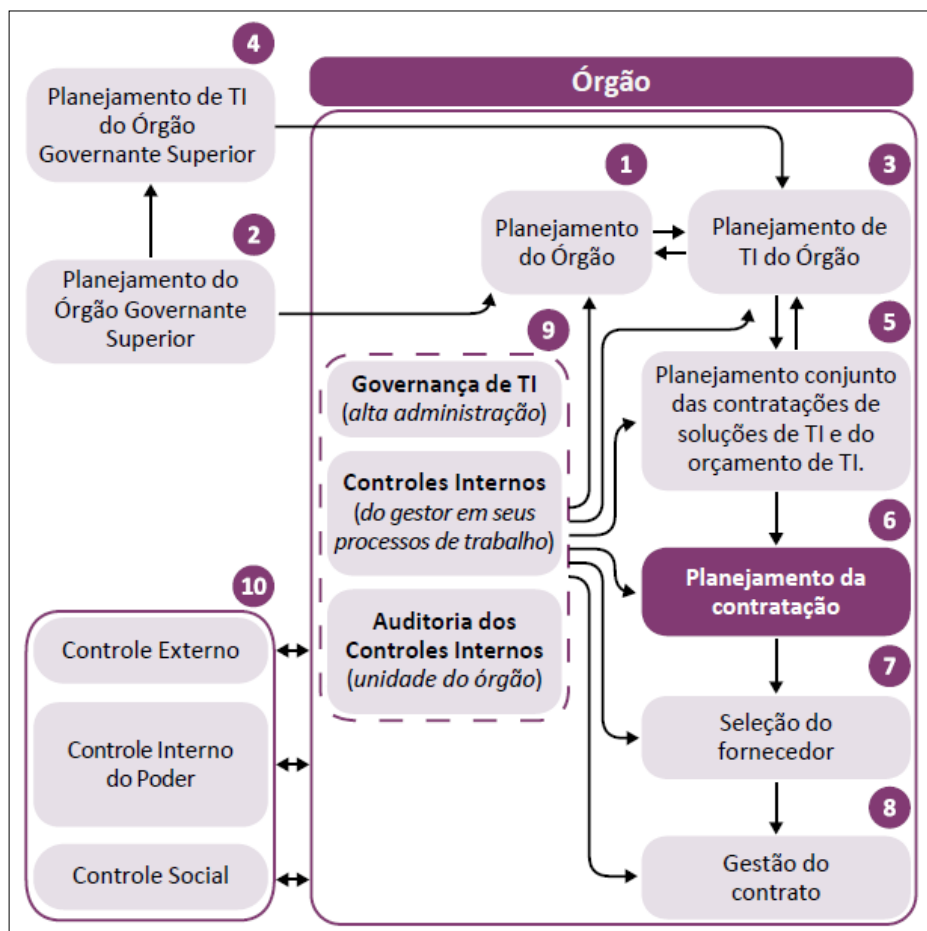 4
Planejamento de TI
do Órgão
Governante Superior
2
Planejamento do
Órgão Governante
Superior
Órgão
1
Planejamento
do Órgão
3
Planejamento de
TI do Órgão
5
Planejamento conjunto
das contratações de
soluções de TI e do
orçamento de TI.
6
Planejamento da
contratação
7
Seleção do
fornecedor
8
Gestão do
contrato
9
Governança de TI
(alta administração)
Controles Internos
(do gestor em seus
processos de trabalho)
Auditoria dos
Controles Internos
(unidade do órgão)
10
Controle Externo
Controle Interno
do Poder
Controle Social